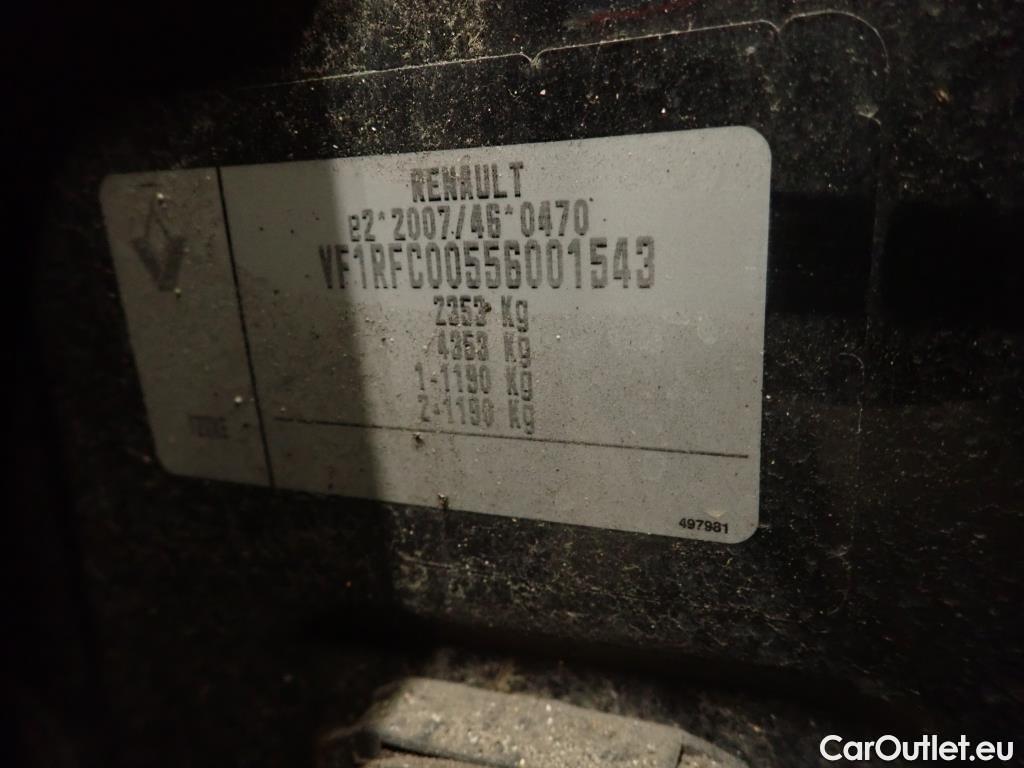 RENAULT
e2*2007/46*0470
VF1RFC00556001543
2353 Kg
4353 Kg
1-1190 Kg
2-1190 Kg
497981
CarOutlet.eu